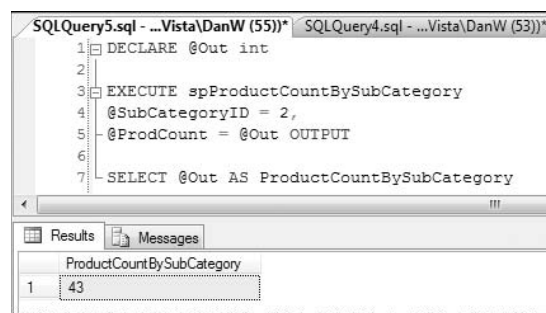 SQLQuery5.sql - ...Vista\DanW (55))* SQLQuery4.sql - ...Vista\DanW (53))*
1 DECLARE @Out int
2
3 EXECUTE spProductCountBySubCategory
4 @SubCategoryID = 2,
5 @ProdCount = @Out OUTPUT
6
7 SELECT @Out AS ProductCountBySubCategory
Results Messages
ProductCountBySubCategory
1 43